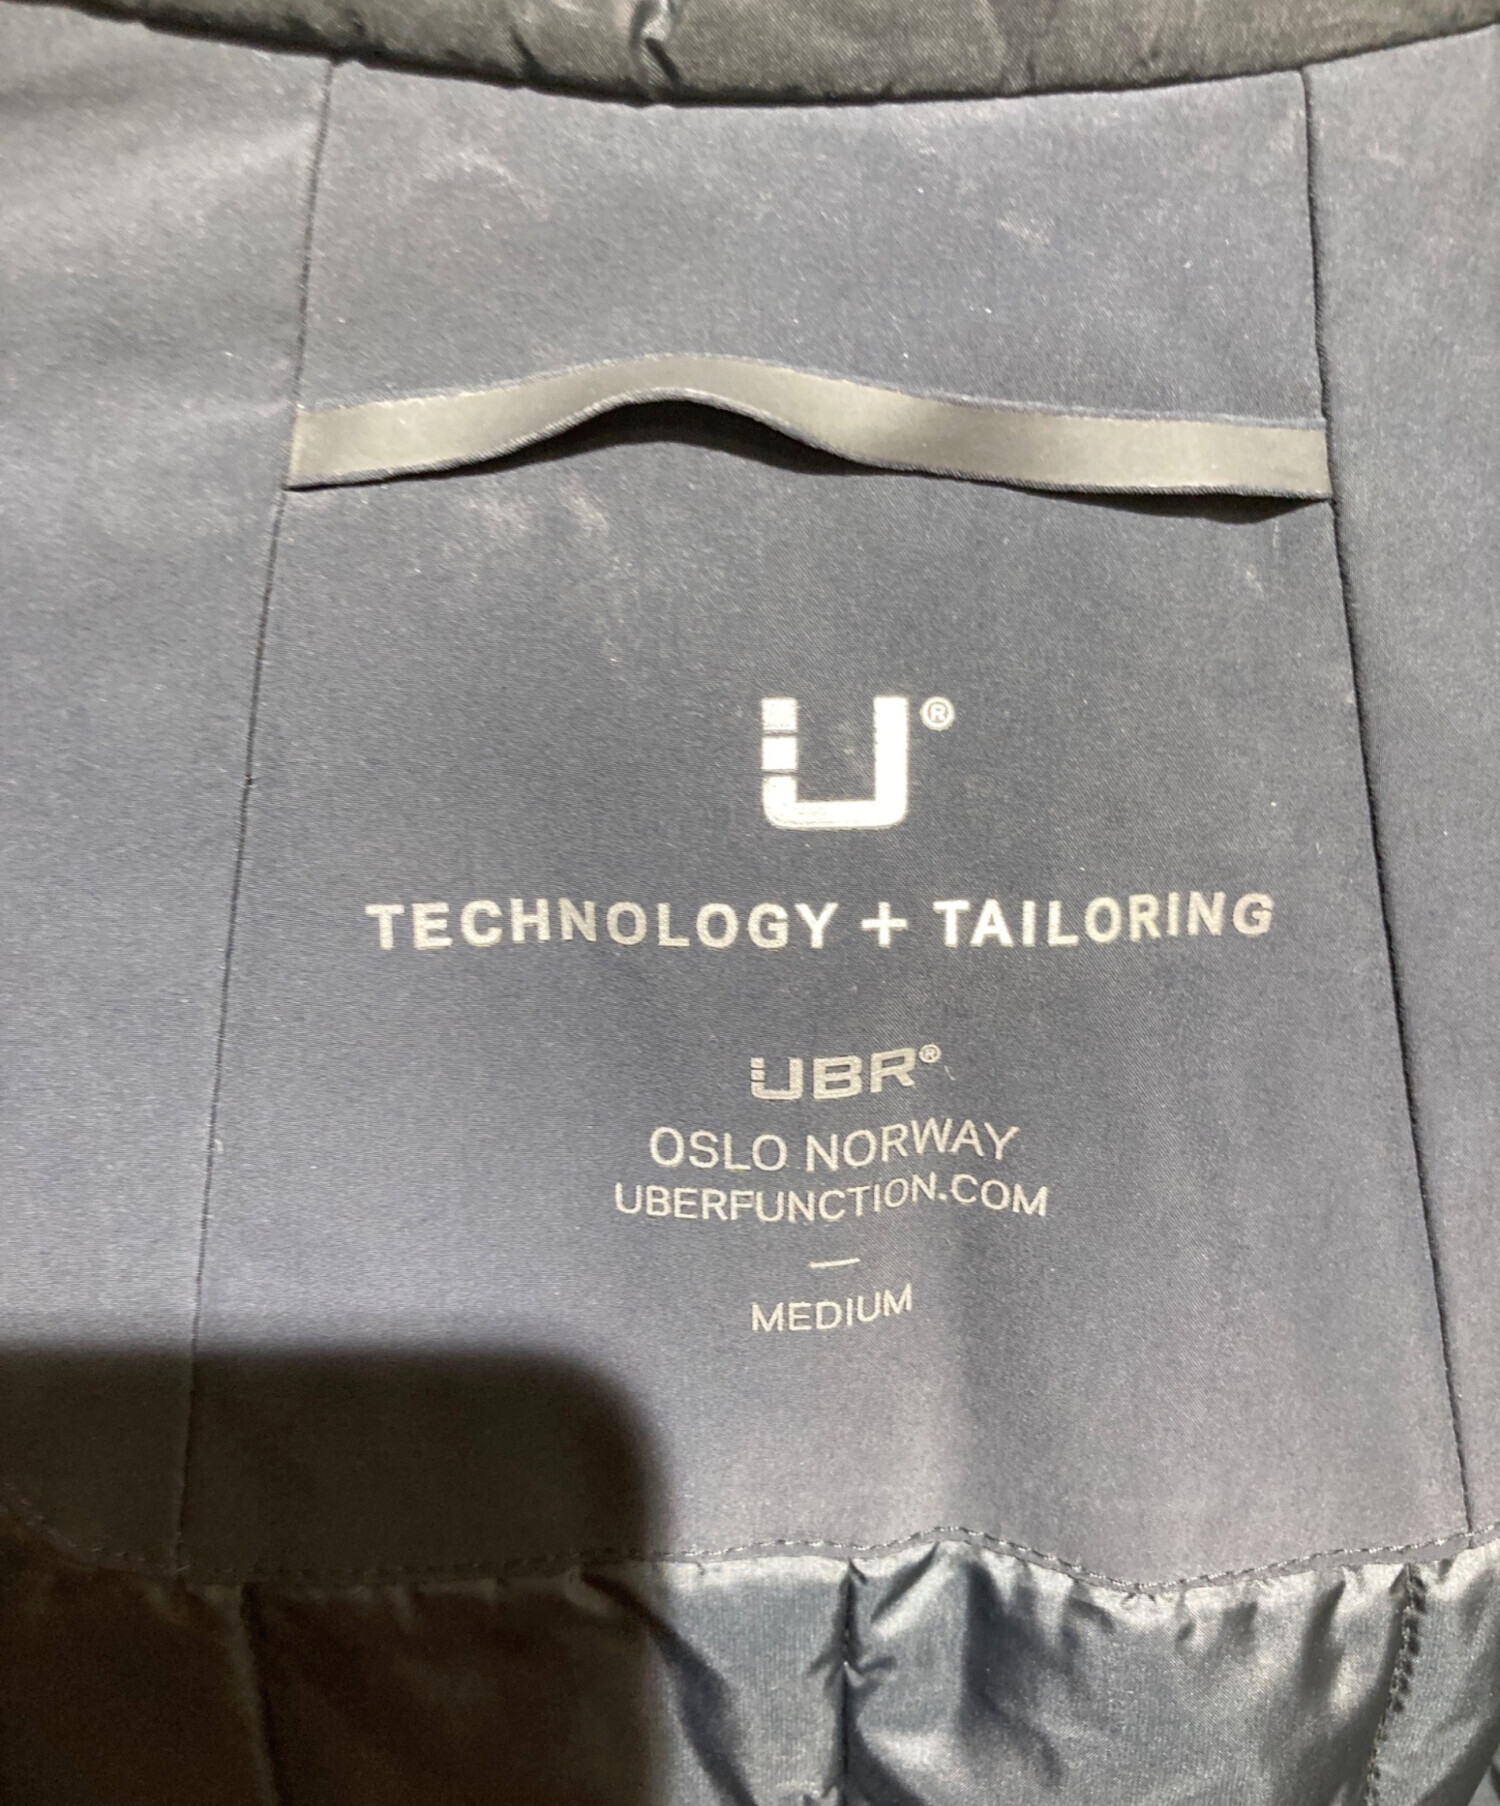 U®
TECHNOLOGY + TAILORING
UBR®
OSLO NORWAY
UBERFUNCTION.COM
—
MEDIUM